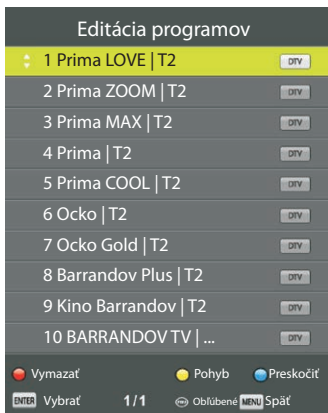 Editácia programov
1 Prima LOVE | T2 DTV
2 Prima ZOOM | T2 DTV
3 Prima MAX | T2 DTV
4 Prima | T2 DTV
5 Prima COOL | T2 DTV
6 Ocko | T2 DTV
7 Ocko Gold | T2 DTV
8 Barrandov Plus | T2 DTV
9 Kino Barrandov | T2 DTV
10 BARRANDOV TV | ... DTV
Vymazať Pohyb Preskočiť
ENTER Vybrať 1/1 Obľúbené MENU Späť